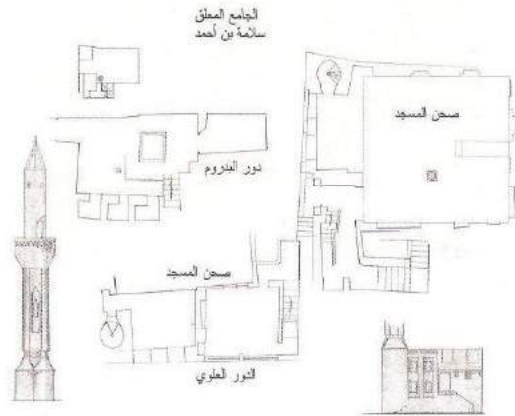 الجامع المعلق
سلامة بن أحمد
صحن المسجد
دور البدروم
صحن المسجد
الدور العلوي